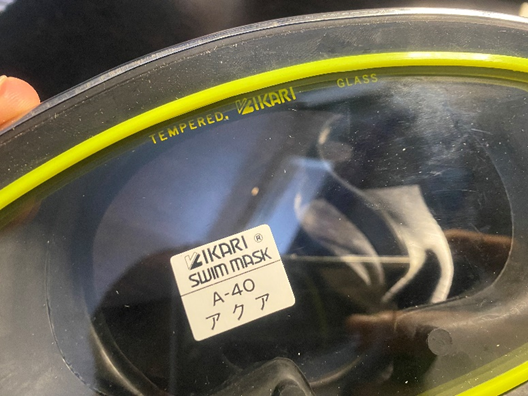 TEMPERED, IKARI GLASS
IKARI ®
SWIM MASK
A-40
アクア